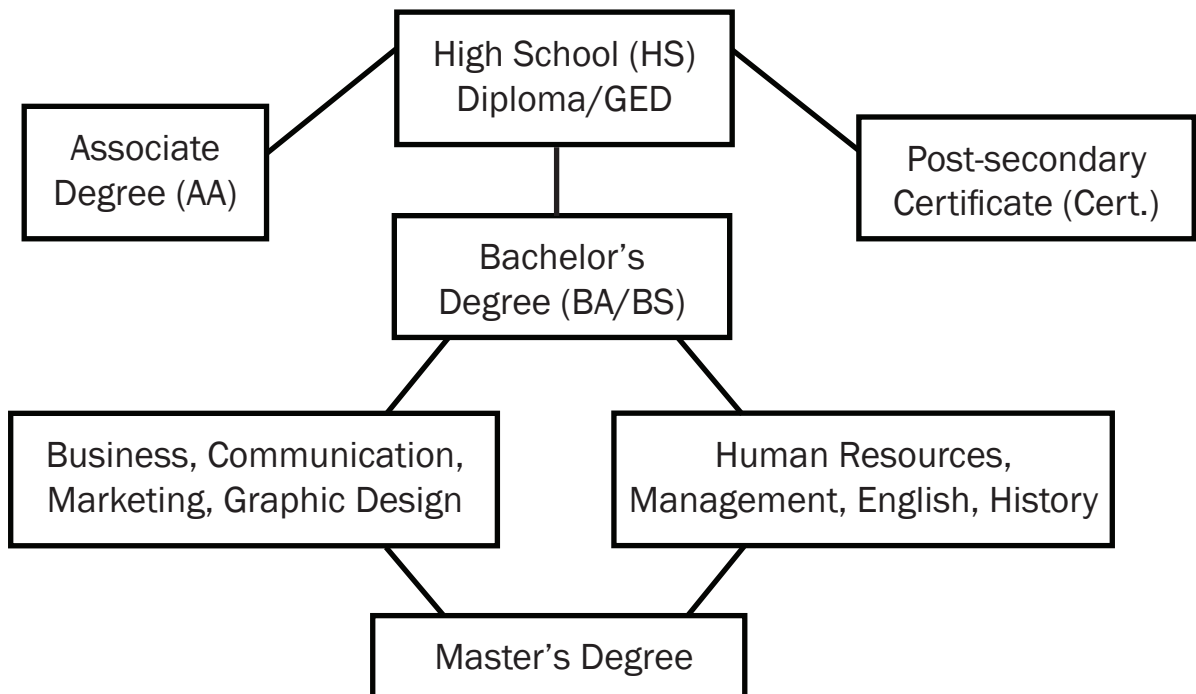 High School (HS)
Diploma/GED
Associate
Degree (AA)
Post-secondary
Certificate (Cert.)
Bachelor’s
Degree (BA/BS)
Business, Communication,
Marketing, Graphic Design
Human Resources,
Management, English, History
Master’s Degree